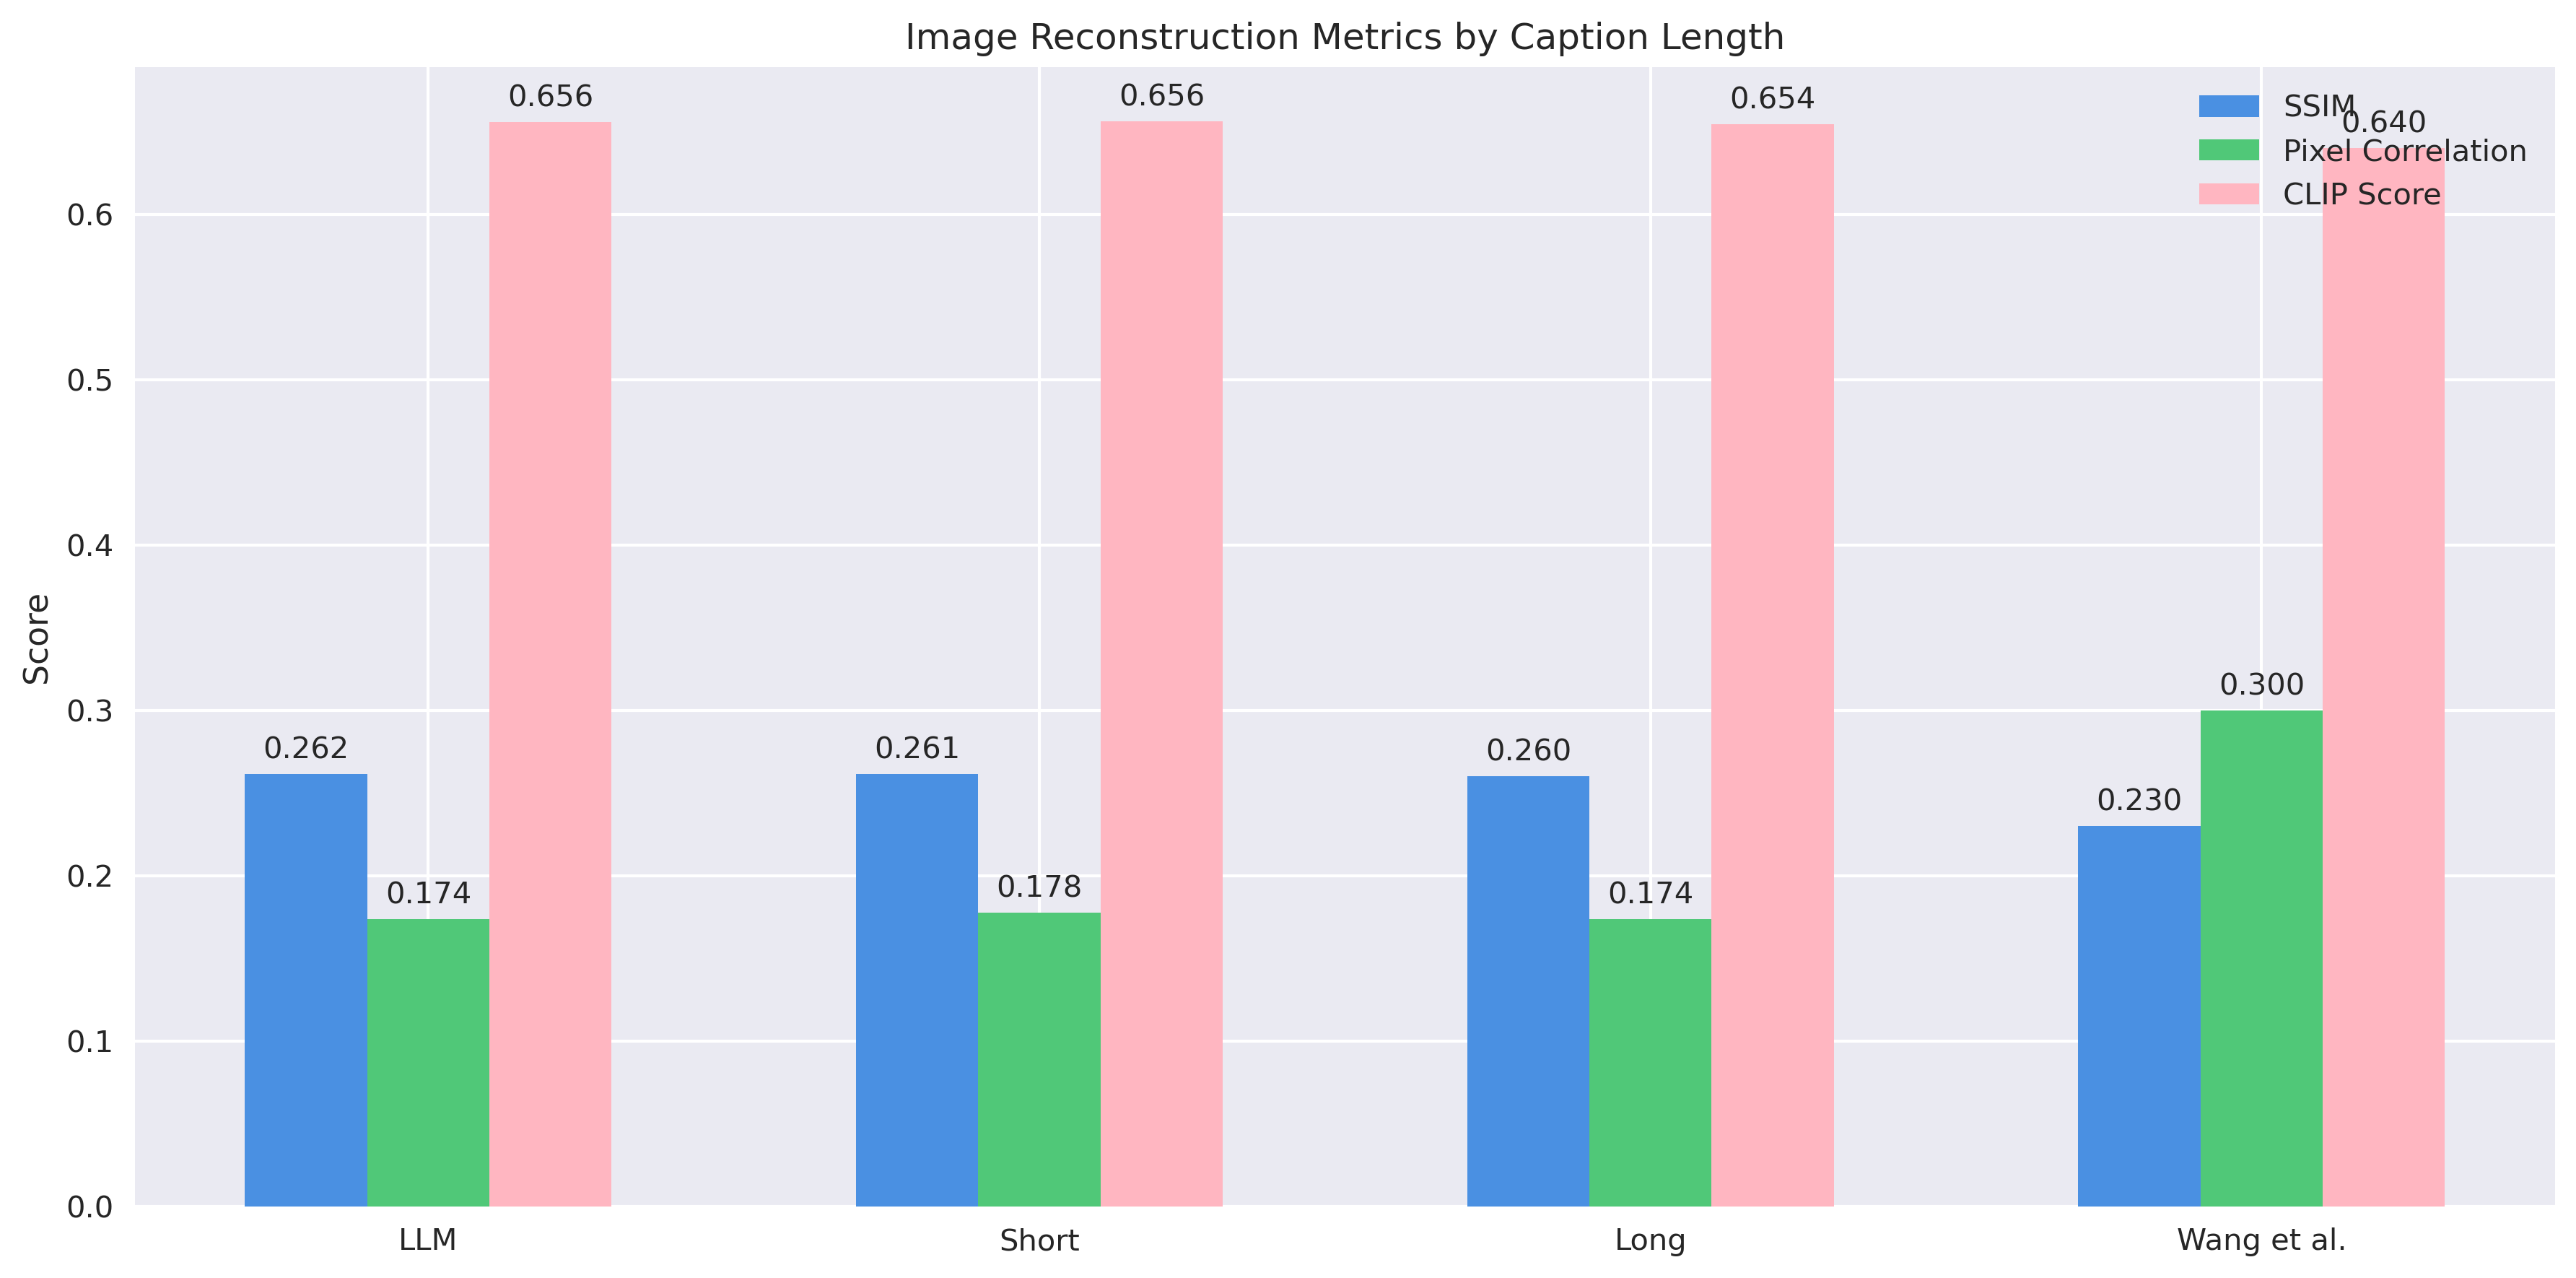 Image Reconstruction Metrics by Caption Length
SSIM
Pixel Correlation
CLIP Score
Score
0.6
0.5
0.4
0.3
0.2
0.1
0.0
0.262
0.174
0.656
0.261
0.178
0.656
0.260
0.174
0.654
0.230
0.300
0.640
LLM
Short
Long
Wang et al.